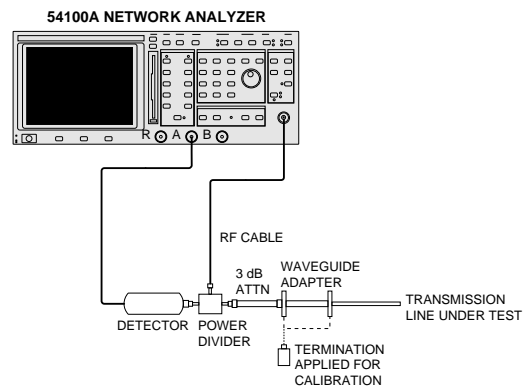 54100A NETWORK ANALYZER
R A B
RF CABLE
3 dB
ATTN
WAVEGUIDE
ADAPTER
TRANSMISSION
LINE UNDER TEST
DETECTOR
POWER
DIVIDER
TERMINATION
APPLIED FOR
CALIBRATION